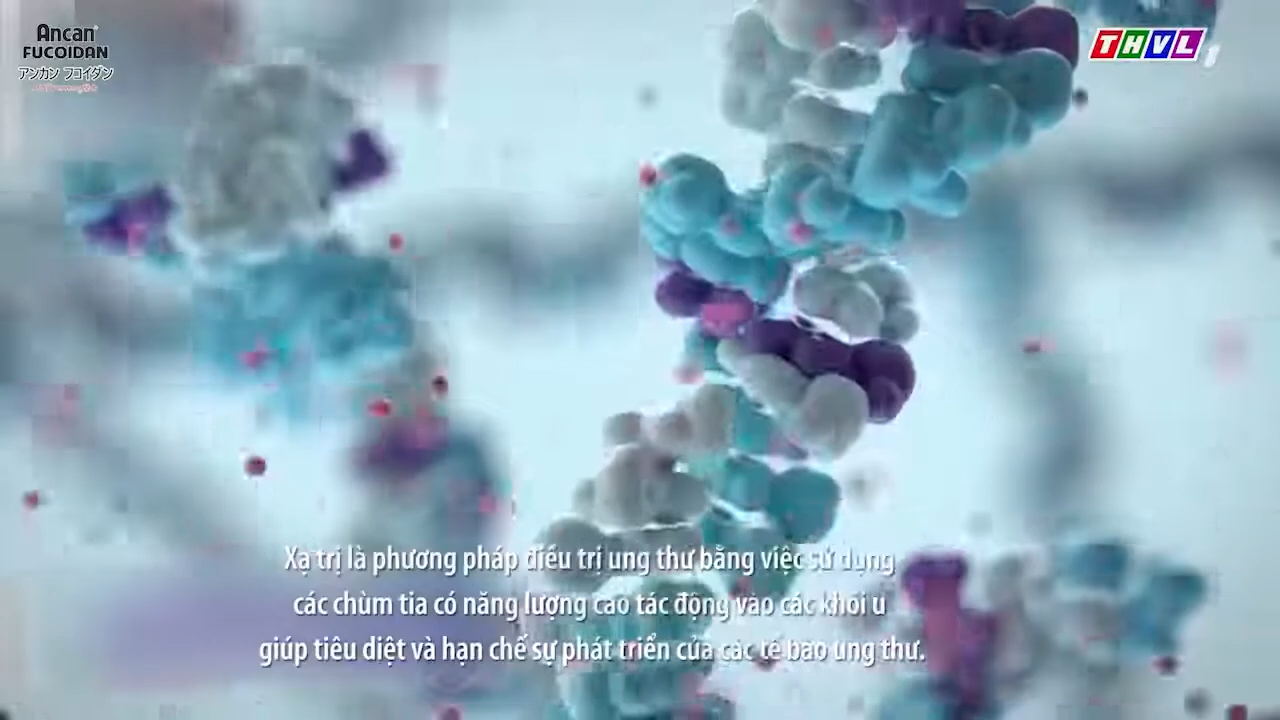 Ancan
FUCOIDAN
アンカン フコイダン
THVL 1
Xạ trị là phương pháp điều trị ung thư bằng việc sử dụng
các chùm tia có năng lượng cao tác động vào các khối u
giúp tiêu diệt và hạn chế sự phát triển của các tế bào ung thư.